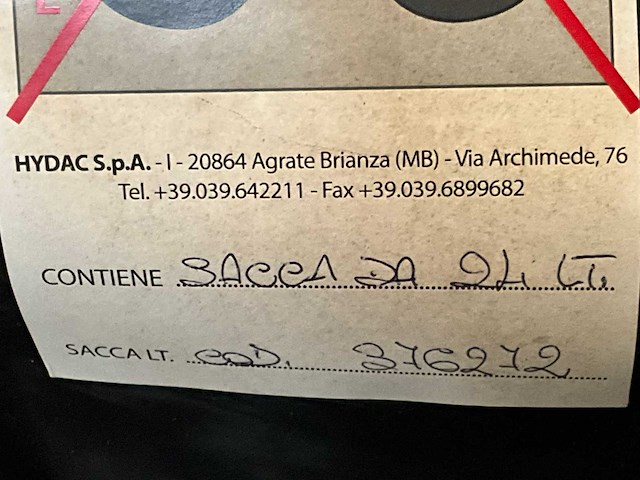 HYDAC S.p.A. - I - 20864 Agrate Brianza (MB) - Via Archimede, 76
Tel. +39.039.642211 - Fax +39.039.6899682
CONTIENE SACCA DA 24 LT.
SACCA LT. COD. 376272